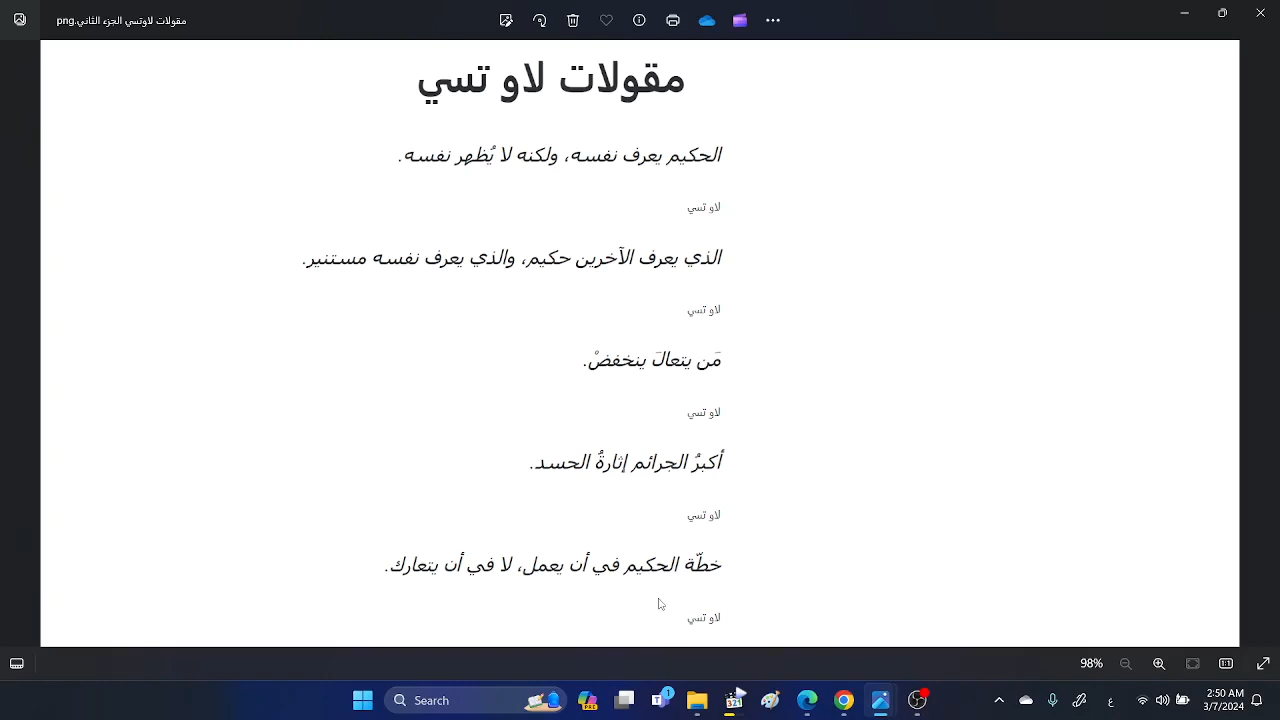 مقولات لاوتسي الجزء الثاني.png
مقولات لاو تسي
الحكيم يعرف نفسه، ولكنه لا يُظهر نفسه.
لاو تسي
الذي يعرف الآخرين حكيم، والذي يعرف نفسه مستنير.
لاو تسي
مَن يتعالَ ينخفضْ.
لاو تسي
أكبرُ الجرائم إثارةُ الحسد.
لاو تسي
خطّة الحكيم في أن يعمل، لا في أن يتعارك.
لاو تسي
98%
Search
2:50 AM
3/7/2024